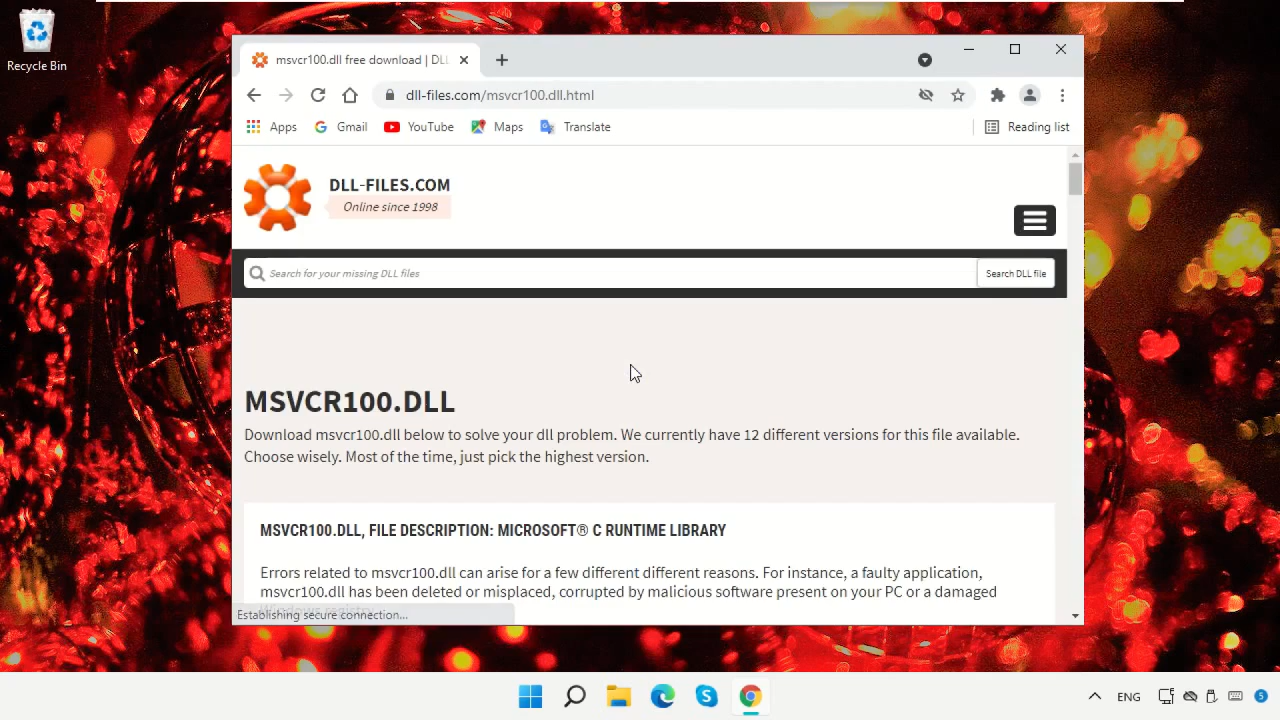 Recycle Bin
msvcr100.dll free download | DLL
dll-files.com/msvcr100.dll.html
Apps
Gmail
YouTube
Maps
Translate
Reading list
DLL-FILES.COM
Online since 1998
Search for your missing DLL files
Search DLL file
MSVCR100.DLL
Download msvcr100.dll below to solve your dll problem. We currently have 12 different versions for this file available.
Choose wisely. Most of the time, just pick the highest version.
MSVCR100.DLL, FILE DESCRIPTION: MICROSOFT® C RUNTIME LIBRARY
Errors related to msvcr100.dll can arise for a few different different reasons. For instance, a faulty application,
msvcr100.dll has been deleted or misplaced, corrupted by malicious software present on your PC or a damaged
Windows registry.
Establishing secure connection...
ENG
5